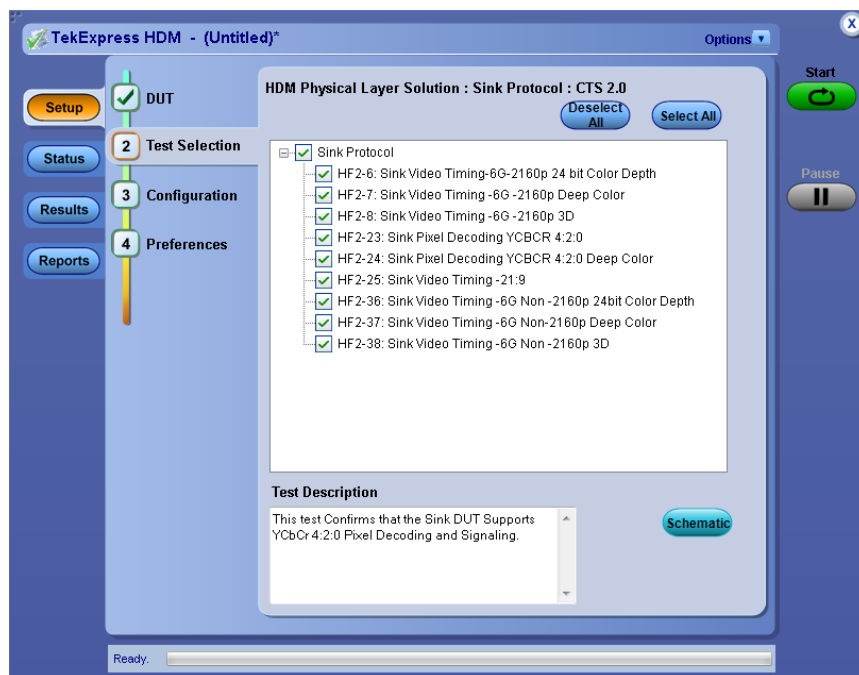 TekExpress HDM - (Untitled)*
Options
x
Setup
Status
Results
Reports
DUT
2 Test Selection
3 Configuration
4 Preferences
HDM Physical Layer Solution : Sink Protocol : CTS 2.0
Deselect
All
Select All
Sink Protocol
HF2-6: Sink Video Timing-6G-2160p 24 bit Color Depth
HF2-7: Sink Video Timing -6G -2160p Deep Color
HF2-8: Sink Video Timing -6G -2160p 3D
HF2-23: Sink Pixel Decoding YCBCR 4:2:0
HF2-24: Sink Pixel Decoding YCBCR 4:2:0 Deep Color
HF2-25: Sink Video Timing -21:9
HF2-36: Sink Video Timing -6G Non -2160p 24bit Color Depth
HF2-37: Sink Video Timing -6G Non-2160p Deep Color
HF2-38: Sink Video Timing -6G Non -2160p 3D
Test Description
This test Confirms that the Sink DUT Supports
YCbCr 4:2:0 Pixel Decoding and Signaling.
Schematic
Start
Pause
Ready.